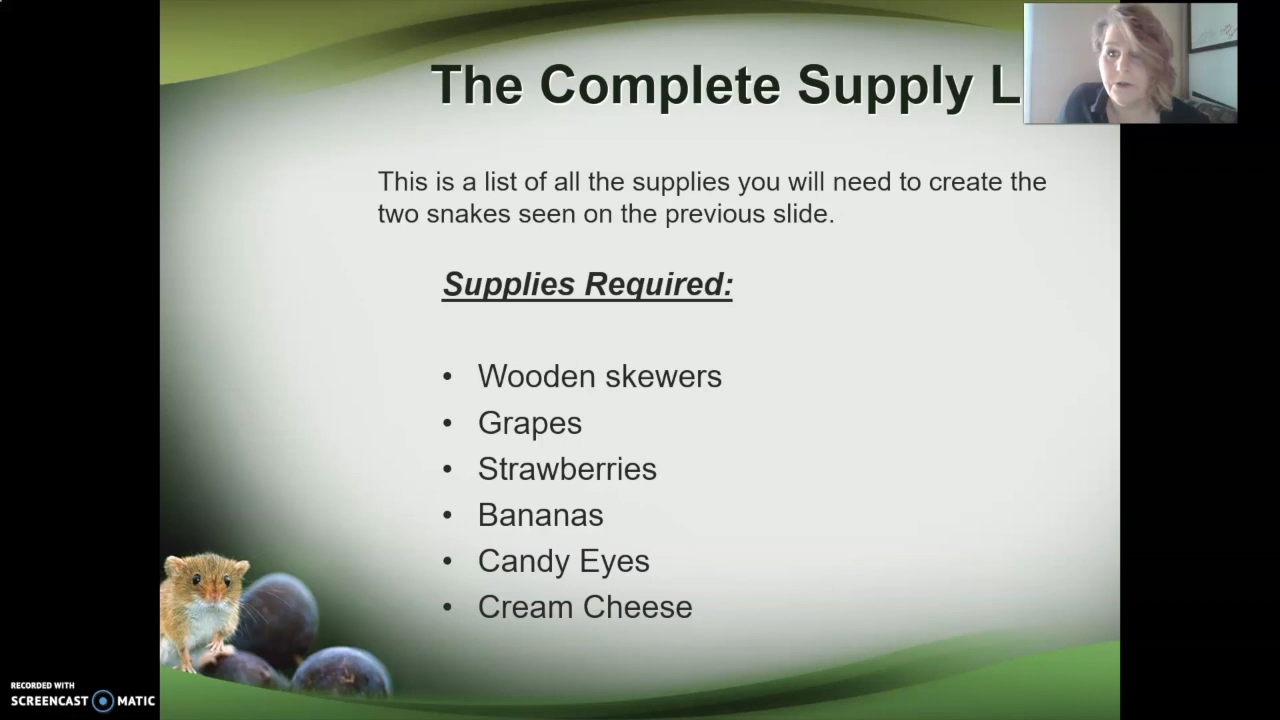 The Complete Supply L
This is a list of all the supplies you will need to create the
two snakes seen on the previous slide.
Supplies Required:
• Wooden skewers
• Grapes
• Strawberries
• Bananas
• Candy Eyes
• Cream Cheese
RECORDED WITH
SCREENCAST MATIC